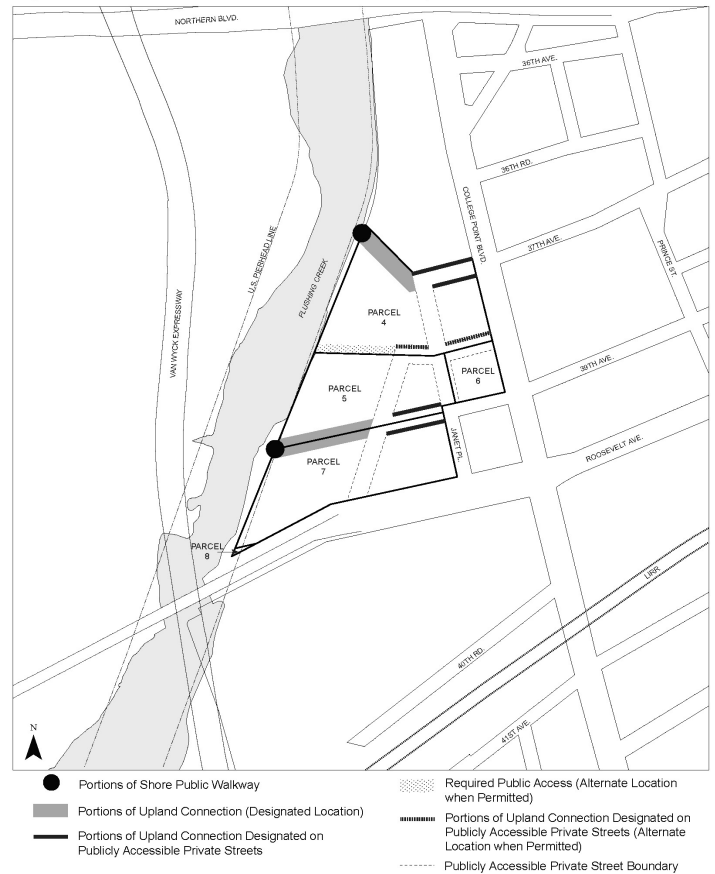 NORTHERN BLVD.
36TH AVE.
36TH RD.
COLLEGE POINT BLVD.
37TH AVE.
PRINCE ST.
U.S. PIERHEAD LINE
FLUSHING CREEK
VAN WYCK EXPRESSWAY
PARCEL
4
39TH AVE.
PARCEL
6
PARCEL
5
JANET PL.
ROOSEVELT AVE.
PARCEL
7
PARCEL
8
LIRR
40TH RD.
41ST AVE.
N
Portions of Shore Public Walkway
Portions of Upland Connection (Designated Location)
Portions of Upland Connection Designated on
Publicly Accessible Private Streets
Required Public Access (Alternate Location
when Permitted)
Portions of Upland Connection Designated on
Publicly Accessible Private Streets (Alternate
Location when Permitted)
Publicly Accessible Private Street Boundary